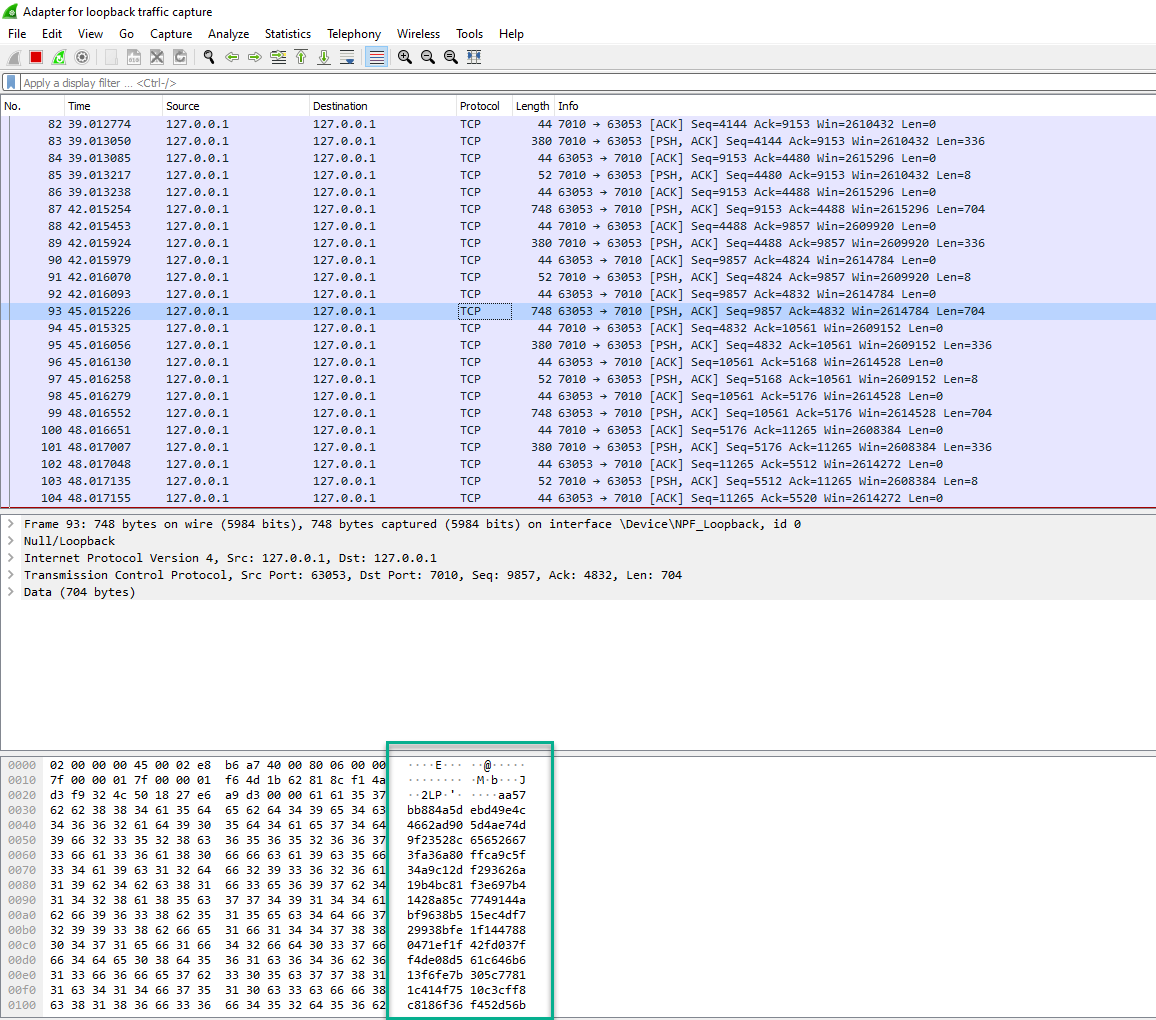 Adapter for loopback traffic capture
File Edit View Go Capture Analyze Statistics Telephony Wireless Tools Help
Apply a display filter ... <Ctrl-/>
No. Time Source Destination Protocol Length Info
82 39.012774 127.0.0.1 127.0.0.1 TCP 44 7010 → 63053 [ACK] Seq=4144 Ack=9153 Win=2610432 Len=0
83 39.013050 127.0.0.1 127.0.0.1 TCP 380 7010 → 63053 [PSH, ACK] Seq=4144 Ack=9153 Win=2610432 Len=336
84 39.013085 127.0.0.1 127.0.0.1 TCP 44 63053 → 7010 [ACK] Seq=9153 Ack=4480 Win=2615296 Len=0
85 39.013217 127.0.0.1 127.0.0.1 TCP 52 7010 → 63053 [PSH, ACK] Seq=4480 Ack=9153 Win=2610432 Len=8
86 39.013238 127.0.0.1 127.0.0.1 TCP 44 63053 → 7010 [ACK] Seq=9153 Ack=4488 Win=2615296 Len=0
87 42.015254 127.0.0.1 127.0.0.1 TCP 748 63053 → 7010 [PSH, ACK] Seq=9153 Ack=4488 Win=2615296 Len=704
88 42.015453 127.0.0.1 127.0.0.1 TCP 44 7010 → 63053 [ACK] Seq=4488 Ack=9857 Win=2609920 Len=0
89 42.015924 127.0.0.1 127.0.0.1 TCP 380 7010 → 63053 [PSH, ACK] Seq=4488 Ack=9857 Win=2609920 Len=336
90 42.015979 127.0.0.1 127.0.0.1 TCP 44 63053 → 7010 [ACK] Seq=9857 Ack=4824 Win=2614784 Len=0
91 42.016070 127.0.0.1 127.0.0.1 TCP 52 7010 → 63053 [PSH, ACK] Seq=4824 Ack=9857 Win=2609920 Len=8
92 42.016093 127.0.0.1 127.0.0.1 TCP 44 63053 → 7010 [ACK] Seq=9857 Ack=4832 Win=2614784 Len=0
93 45.015226 127.0.0.1 127.0.0.1 TCP 748 63053 → 7010 [PSH, ACK] Seq=9857 Ack=4832 Win=2614784 Len=704
94 45.015325 127.0.0.1 127.0.0.1 TCP 44 7010 → 63053 [ACK] Seq=4832 Ack=10561 Win=2609152 Len=0
95 45.016056 127.0.0.1 127.0.0.1 TCP 380 7010 → 63053 [PSH, ACK] Seq=4832 Ack=10561 Win=2609152 Len=336
96 45.016130 127.0.0.1 127.0.0.1 TCP 44 63053 → 7010 [ACK] Seq=10561 Ack=5168 Win=2614528 Len=0
97 45.016258 127.0.0.1 127.0.0.1 TCP 52 7010 → 63053 [PSH, ACK] Seq=5168 Ack=10561 Win=2609152 Len=8
98 45.016279 127.0.0.1 127.0.0.1 TCP 44 63053 → 7010 [ACK] Seq=10561 Ack=5176 Win=2614528 Len=0
99 48.016552 127.0.0.1 127.0.0.1 TCP 748 63053 → 7010 [PSH, ACK] Seq=10561 Ack=5176 Win=2614528 Len=704
100 48.016651 127.0.0.1 127.0.0.1 TCP 44 7010 → 63053 [ACK] Seq=5176 Ack=11265 Win=2608384 Len=0
101 48.017007 127.0.0.1 127.0.0.1 TCP 380 7010 → 63053 [PSH, ACK] Seq=5176 Ack=11265 Win=2608384 Len=336
102 48.017048 127.0.0.1 127.0.0.1 TCP 44 63053 → 7010 [ACK] Seq=11265 Ack=5512 Win=2614272 Len=0
103 48.017135 127.0.0.1 127.0.0.1 TCP 52 7010 → 63053 [PSH, ACK] Seq=5512 Ack=11265 Win=2608384 Len=8
104 48.017155 127.0.0.1 127.0.0.1 TCP 44 63053 → 7010 [ACK] Seq=11265 Ack=5520 Win=2614272 Len=0
Frame 93: 748 bytes on wire (5984 bits), 748 bytes captured (5984 bits) on interface \Device\NPF_Loopback, id 0
Null/Loopback
Internet Protocol Version 4, Src: 127.0.0.1, Dst: 127.0.0.1
Transmission Control Protocol, Src Port: 63053, Dst Port: 7010, Seq: 9857, Ack: 4832, Len: 704
Data (704 bytes)
0000 02 00 00 00 45 00 02 e8 b6 a7 40 00 80 06 00 00 ····E··· ··@·····
0010 7f 00 00 01 7f 00 00 01 f6 4d 1b 62 81 8c f1 4a ········ ·M·b···J
0020 d3 f9 32 4c 50 18 27 e6 a9 d3 00 00 61 61 35 37 ··2LP·'· ····aa57
0030 62 62 38 38 34 61 35 64 65 62 64 34 39 65 34 63 bb884a5d ebd49e4c
0040 34 36 36 32 61 64 39 30 35 64 34 61 65 37 34 64 4662ad90 5d4ae74d
0050 39 66 32 33 35 32 38 63 36 35 36 35 32 36 36 37 9f23528c 65652667
0060 33 66 61 33 36 61 38 30 66 66 63 61 39 63 35 66 3fa36a80 ffca9c5f
0070 33 34 61 39 63 31 32 64 66 32 39 33 36 32 36 61 34a9c12d f293626a
0080 31 39 62 34 62 63 38 31 66 33 65 36 39 37 62 34 19b4bc81 f3e697b4
0090 31 34 32 38 61 38 35 63 37 37 34 39 31 34 34 61 1428a85c 7749144a
00a0 62 66 39 36 33 38 62 35 31 35 65 63 34 64 66 37 bf9638b5 15ec4df7
00b0 32 39 39 33 38 62 66 65 31 66 31 34 34 37 38 38 29938bfe 1f144788
00c0 30 34 37 31 65 66 31 66 34 32 66 64 30 33 37 66 0471ef1f 42fd037f
00d0 66 34 64 65 30 38 64 35 36 31 63 36 34 36 62 36 f4de08d5 61c646b6
00e0 31 33 66 36 66 65 37 62 33 30 35 63 37 37 38 31 13f6fe7b 305c7781
00f0 31 63 34 31 34 66 37 35 31 30 63 33 63 66 66 38 1c414f75 10c3cff8
0100 63 38 31 38 36 66 33 36 66 34 35 32 64 35 36 62 c8186f36 f452d56b